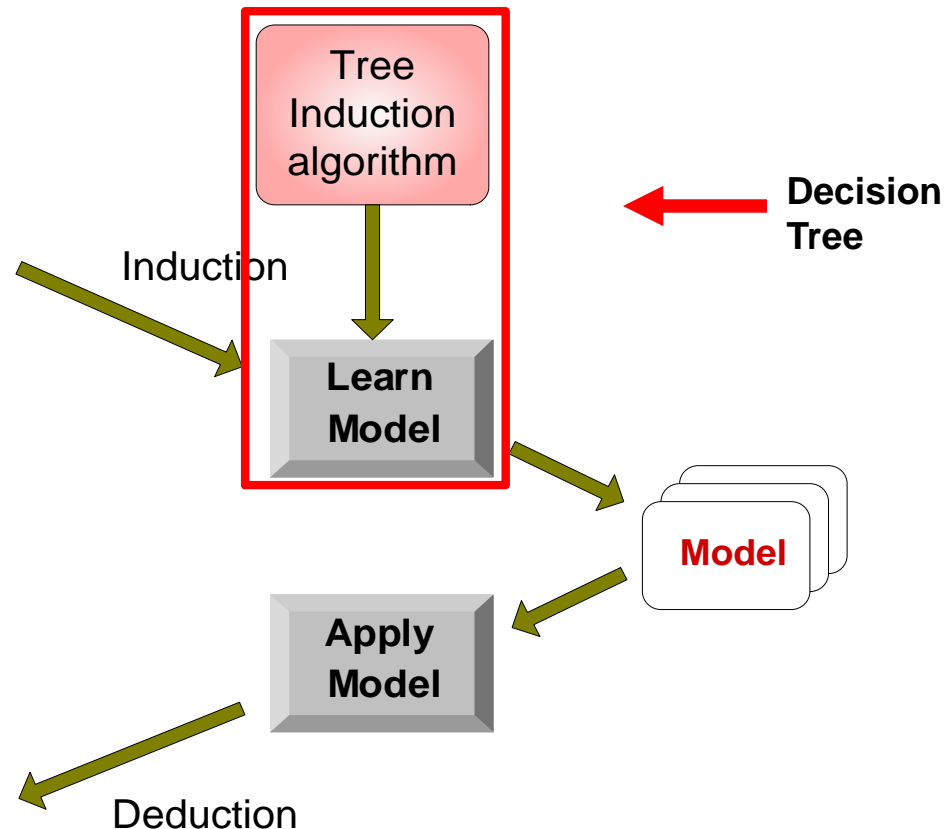 Tree
Induction
algorithm
Decision
Tree
Induction
Learn
Model
Model
Apply
Model
Deduction